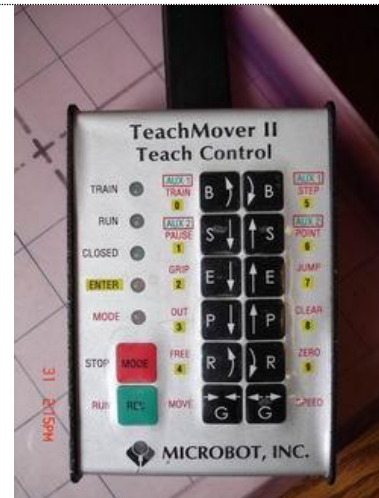 TeachMover II
Teach Control
TRAIN AUX 1 TRAIN 0 B B AUX 1 STEP 5
RUN AUX 2 PAUSE 1 S S AUX 2 POINT 6
CLOSED GRIP 2 E E JUMP 7
ENTER OUT 3 P P CLEAR 8
MODE FREE 4 R R ZERO 9
STOP MODE
RUN REC MOVE G G SPEED
MICROBOT, INC.
31 2:15PM